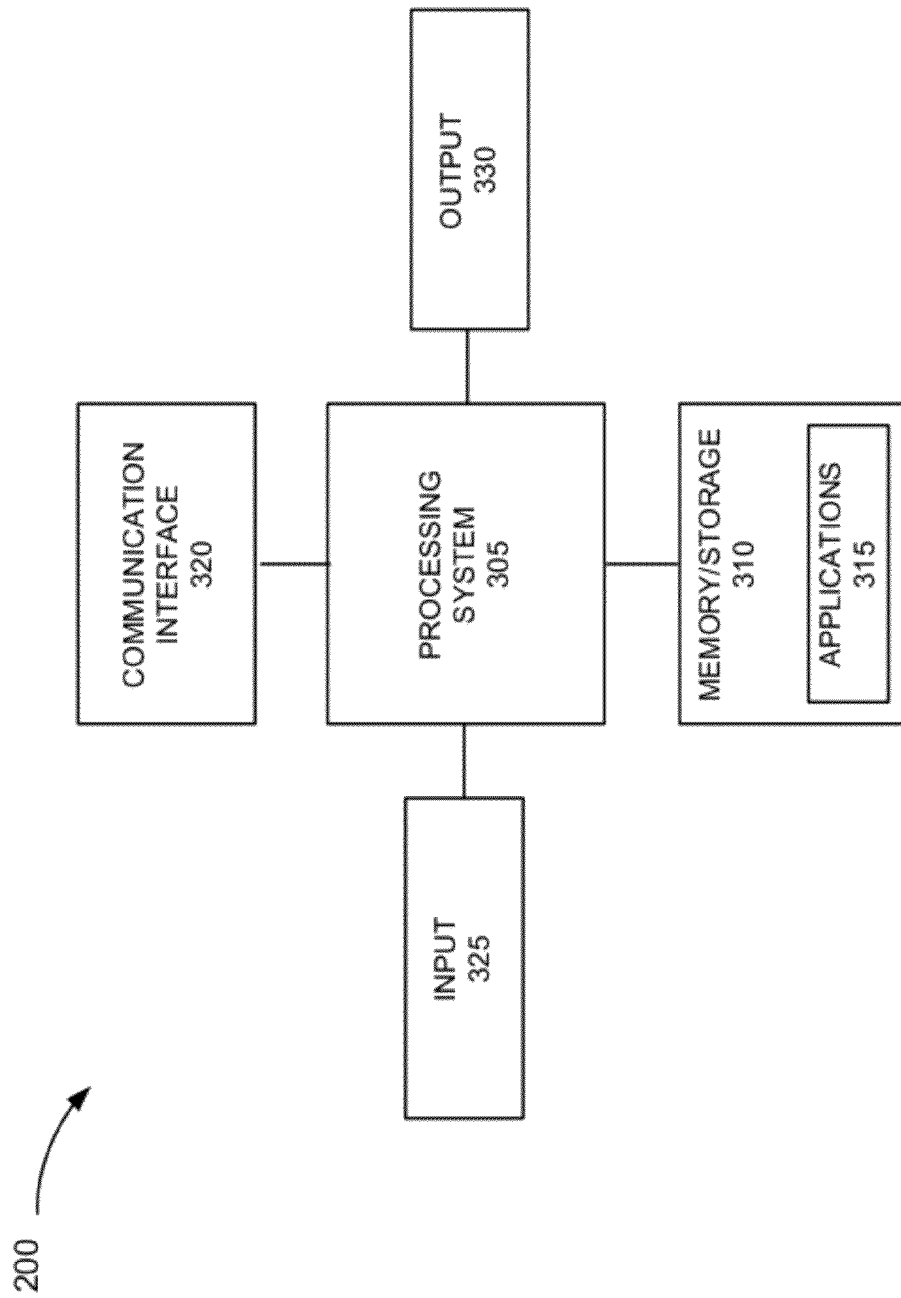 200
COMMUNICATION
INTERFACE
320
INPUT
325
PROCESSING
SYSTEM
305
OUTPUT
330
MEMORY/STORAGE
310
APPLICATIONS
315